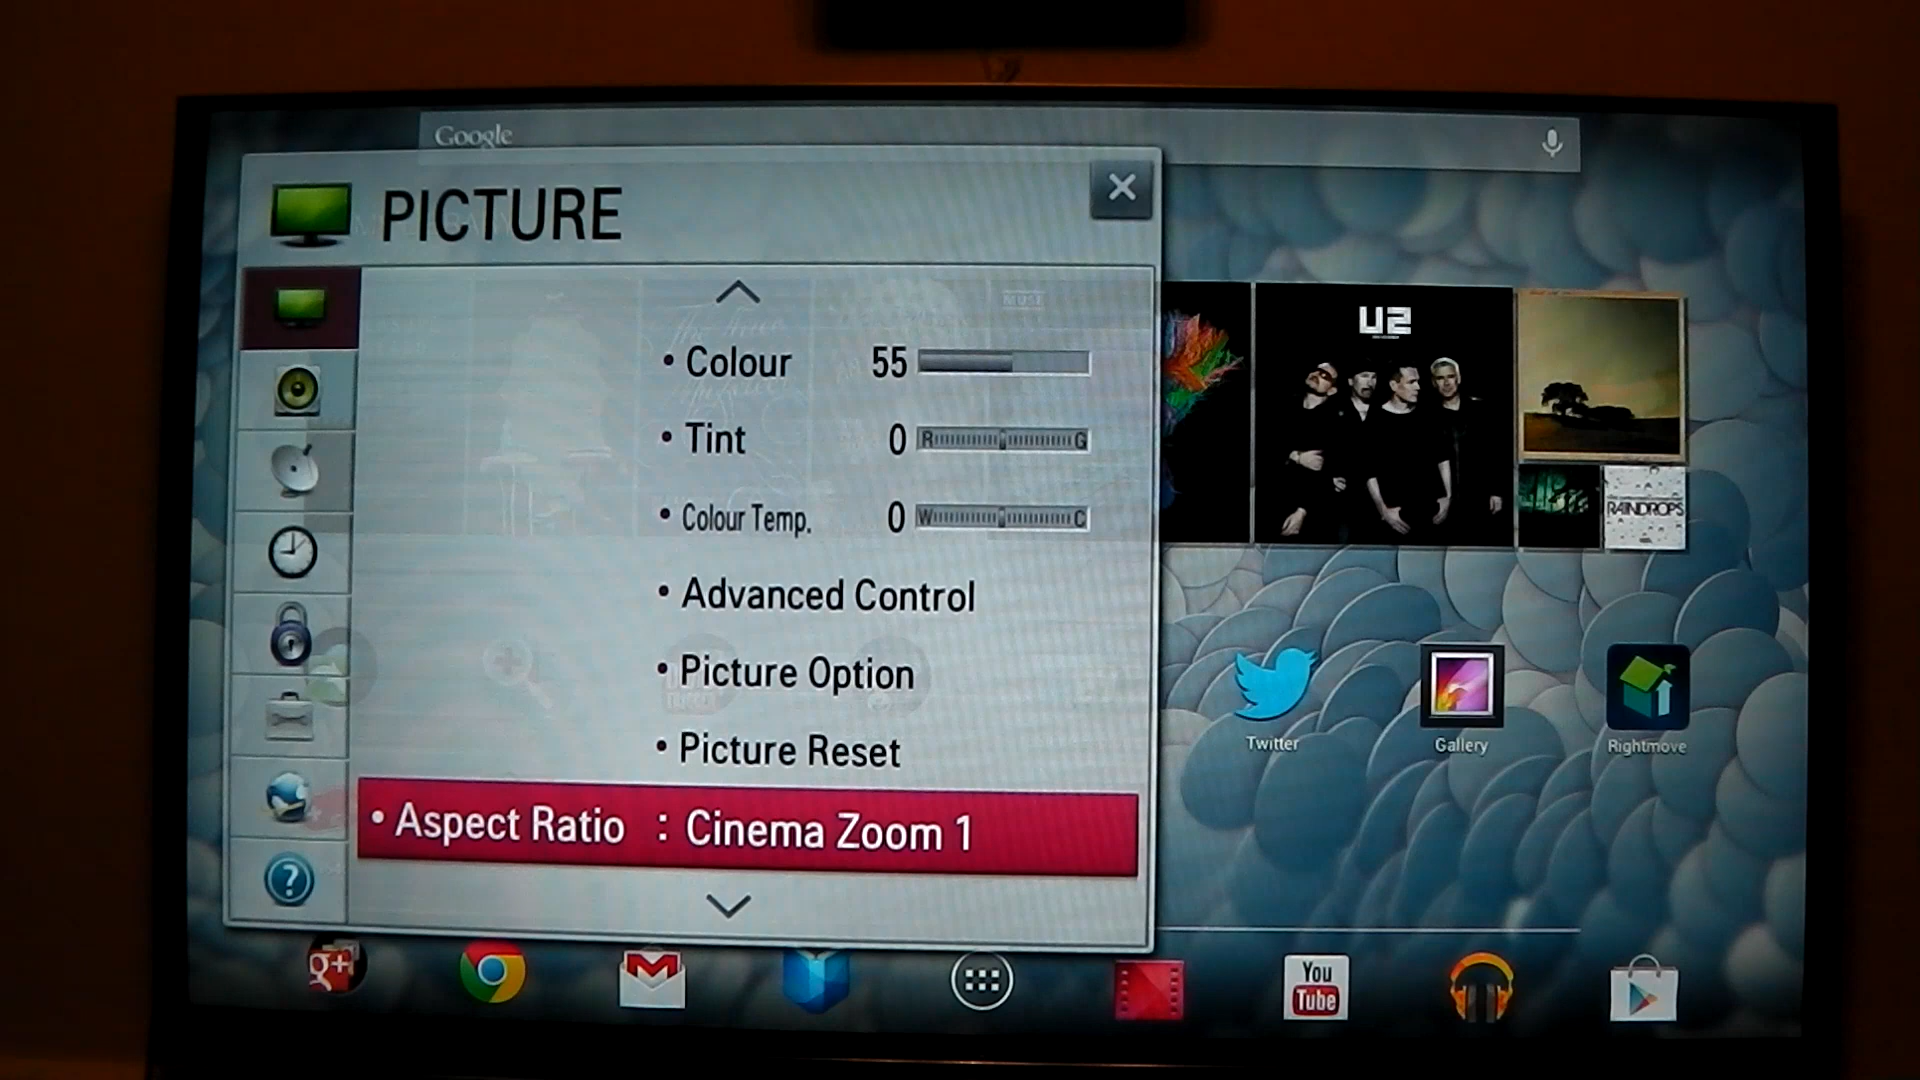 Google
PICTURE
MUSE
• Colour 55
• Tint 0 R G
• Colour Temp. 0 W C
• Advanced Control
• Picture Option
• Picture Reset
• Aspect Ratio : Cinema Zoom 1
U2
RAINDROPS
Twitter
Gallery
Rightmove
?
g+
M
You
Tube